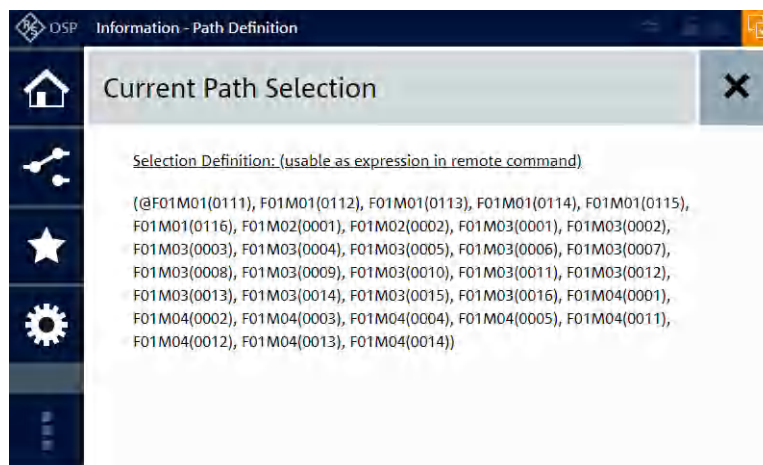 OSP Information - Path Definition
Current Path Selection
Selection Definition: (usable as expression in remote command)
(@F01M01(0111), F01M01(0112), F01M01(0113), F01M01(0114), F01M01(0115),
F01M01(0116), F01M02(0001), F01M02(0002), F01M03(0001), F01M03(0002),
F01M03(0003), F01M03(0004), F01M03(0005), F01M03(0006), F01M03(0007),
F01M03(0008), F01M03(0009), F01M03(0010), F01M03(0011), F01M03(0012),
F01M03(0013), F01M03(0014), F01M03(0015), F01M03(0016), F01M04(0001),
F01M04(0002), F01M04(0003), F01M04(0004), F01M04(0005), F01M04(0011),
F01M04(0012), F01M04(0013), F01M04(0014))